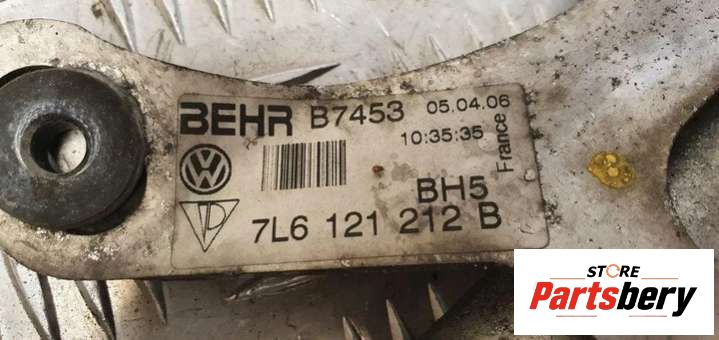 BEHR B7453 05.04.06
10:35:35
France
BH5
7L6 121 212 B
STORE
Partsbery